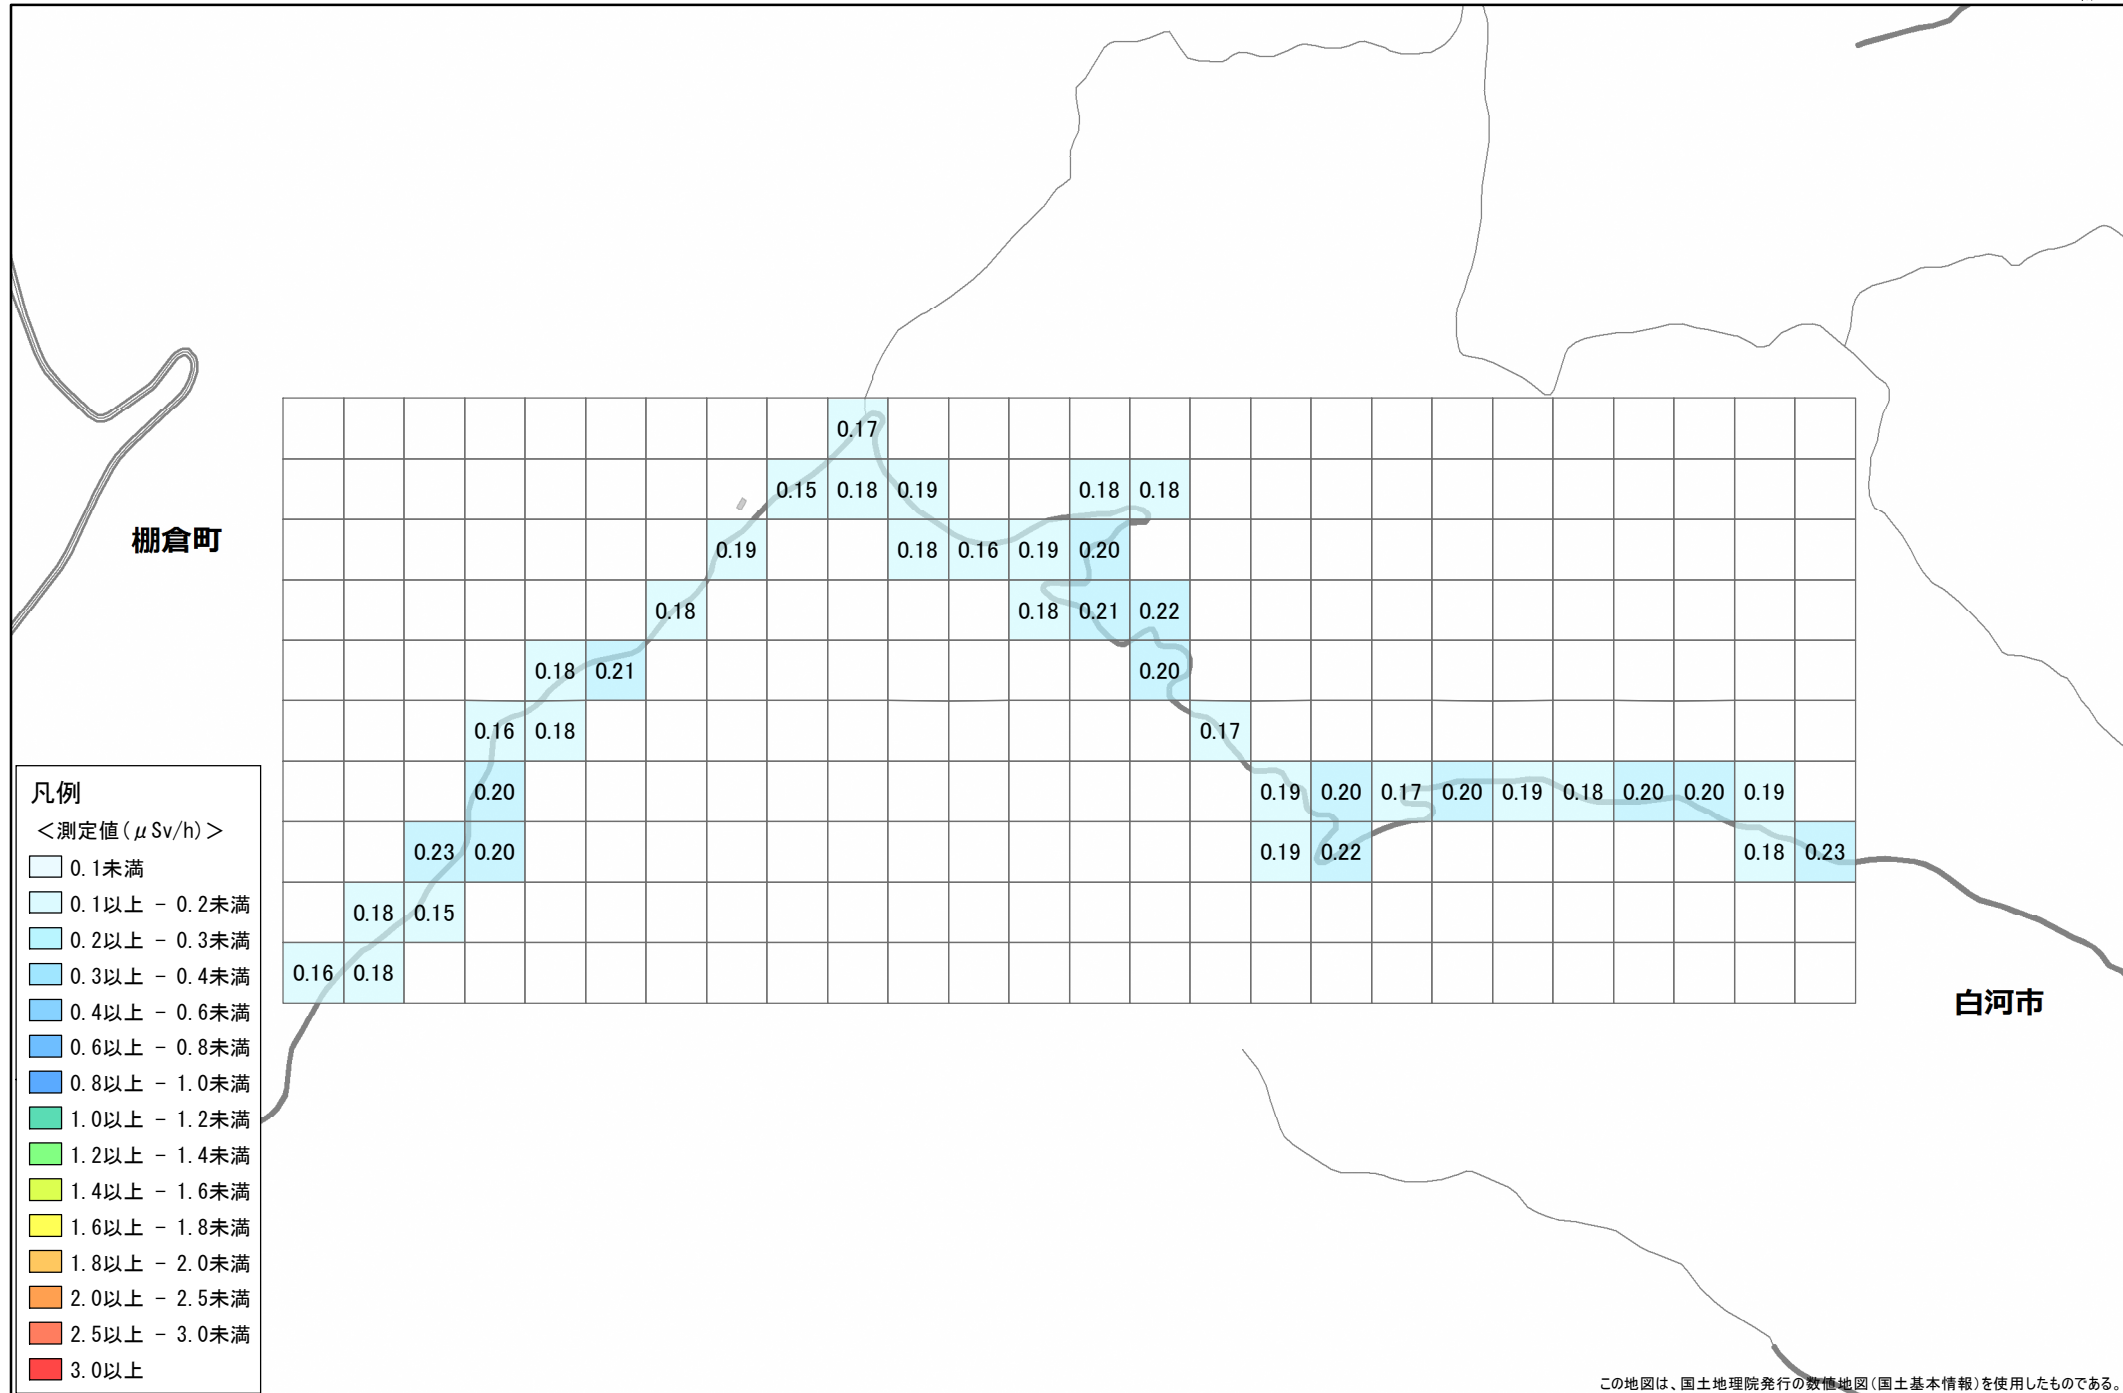 0.17
0.15 0.18 0.19 0.18 0.18
棚倉町
0.19 0.18 0.16 0.19 0.20
0.18 0.18 0.21 0.22
0.18 0.21 0.20
0.16 0.18 0.17
0.20 0.19 0.20 0.17 0.20 0.19 0.18 0.20 0.20 0.19
0.23 0.20 0.19 0.22 0.18 0.23
0.18 0.15
0.16 0.18
白河市
凡例
＜測定値(μSv/h)＞
0.1未満
0.1以上 － 0.2未満
0.2以上 － 0.3未満
0.3以上 － 0.4未満
0.4以上 － 0.6未満
0.6以上 － 0.8未満
0.8以上 － 1.0未満
1.0以上 － 1.2未満
1.2以上 － 1.4未満
1.4以上 － 1.6未満
1.6以上 － 1.8未満
1.8以上 － 2.0未満
2.0以上 － 2.5未満
2.5以上 － 3.0未満
3.0以上
この地図は、国土地理院発行の数値地図(国土基本情報)を使用したものである。